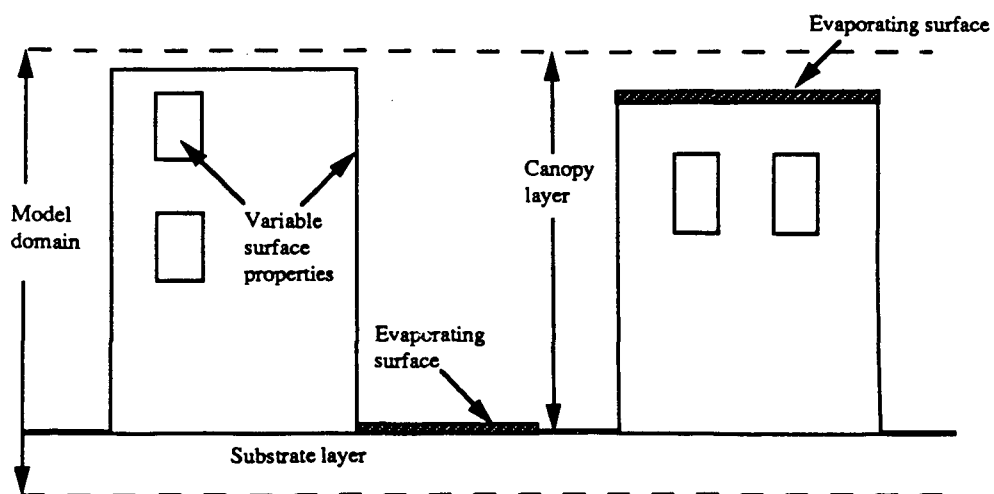 Evaporating surface
Canopy
layer
Model
domain
Variable
surface
properties
Evaporating
surface
Substrate layer